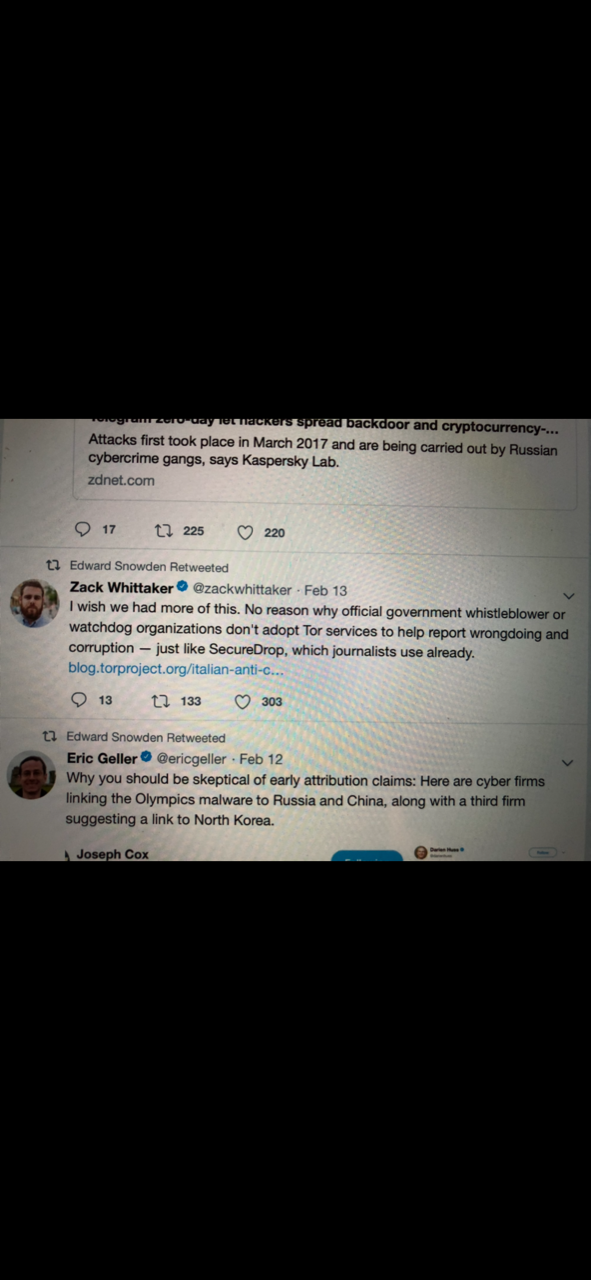 Telegram zero-day let hackers spread backdoor and cryptocurrency-...
Attacks first took place in March 2017 and are being carried out by Russian
cybercrime gangs, says Kaspersky Lab.
zdnet.com
17 225 220
Edward Snowden Retweeted
Zack Whittaker @zackwhittaker · Feb 13
I wish we had more of this. No reason why official government whistleblower or
watchdog organizations don't adopt Tor services to help report wrongdoing and
corruption — just like SecureDrop, which journalists use already.
blog.torproject.org/italian-anti-c...
13 133 303
Edward Snowden Retweeted
Eric Geller @ericgeller · Feb 12
Why you should be skeptical of early attribution claims: Here are cyber firms
linking the Olympics malware to Russia and China, along with a third firm
suggesting a link to North Korea.
Joseph Cox